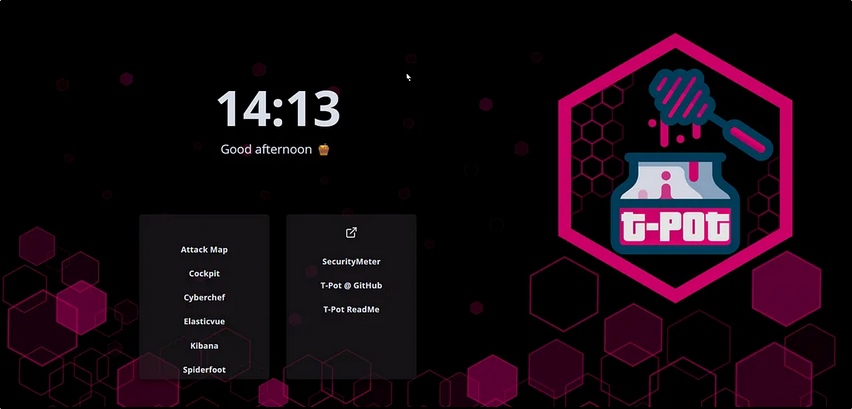 14:13
Good afternoon
Attack Map
Cockpit
Cyberchef
Elasticvue
Kibana
Spiderfoot
SecurityMeter
T-Pot @ GitHub
T-Pot ReadMe
t-pot